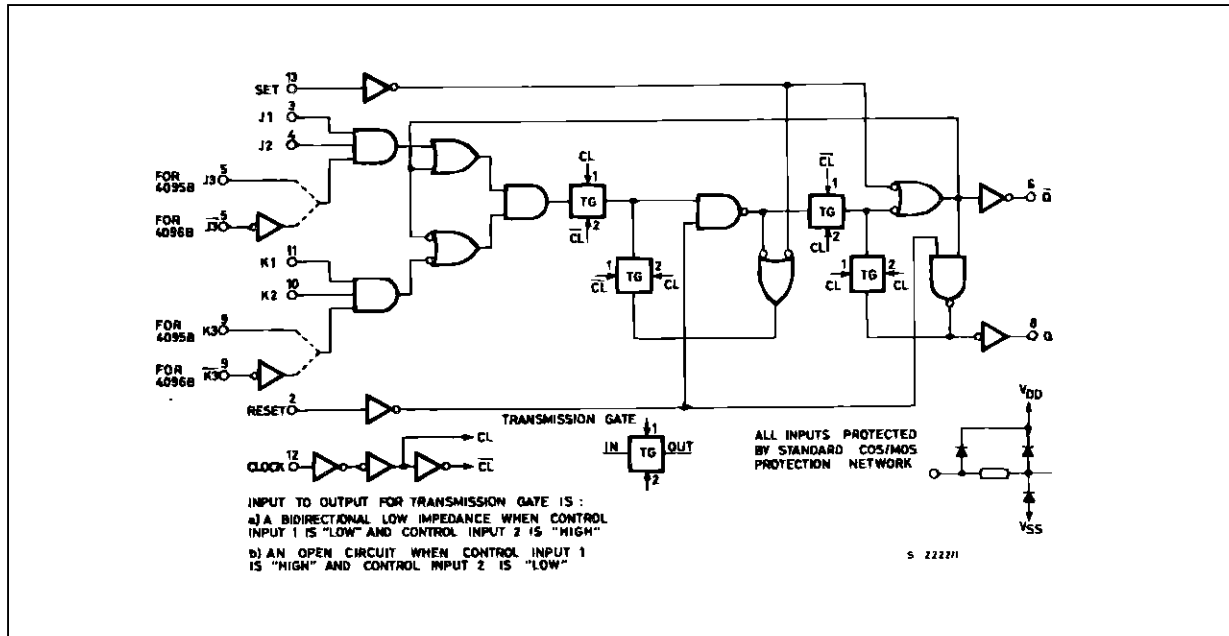 SET 13
J1 3
J2 4
FOR 4095B J3 5
FOR 4096B J3 5
K1 11
K2 10
FOR 4095B K3 9
FOR 4096B K3 9
RESET 2
CLOCK 12
CL
CL
CL
1
TG
2
CL
1
TG
2
CL
CL
CL
1
TG
2
CL
1
TG
2
CL
CL
6 Q
8 Q
TRANSMISSION GATE
1
IN TG OUT
2
ALL INPUTS PROTECTED
BY STANDARD COS/MOS
PROTECTION NETWORK
VDD
VSS
INPUT TO OUTPUT FOR TRANSMISSION GATE IS :
a) A BIDIRECTIONAL LOW IMPEDANCE WHEN CONTROL
INPUT 1 IS "LOW" AND CONTROL INPUT 2 IS "HIGH"
b) AN OPEN CIRCUIT WHEN CONTROL INPUT 1
IS "HIGH" AND CONTROL INPUT 2 IS "LOW"